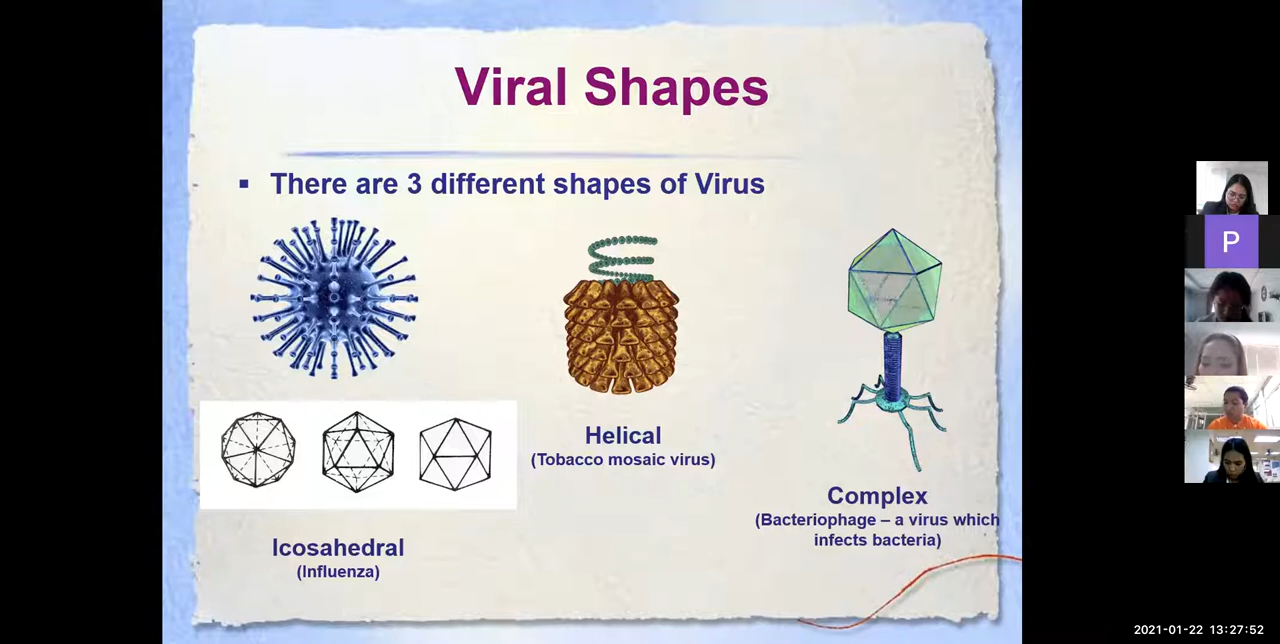 Viral Shapes
▪ There are 3 different shapes of Virus
Helical
(Tobacco mosaic virus)
Complex
(Bacteriophage – a virus which
infects bacteria)
Icosahedral
(Influenza)
P
2021-01-22 13:27:52